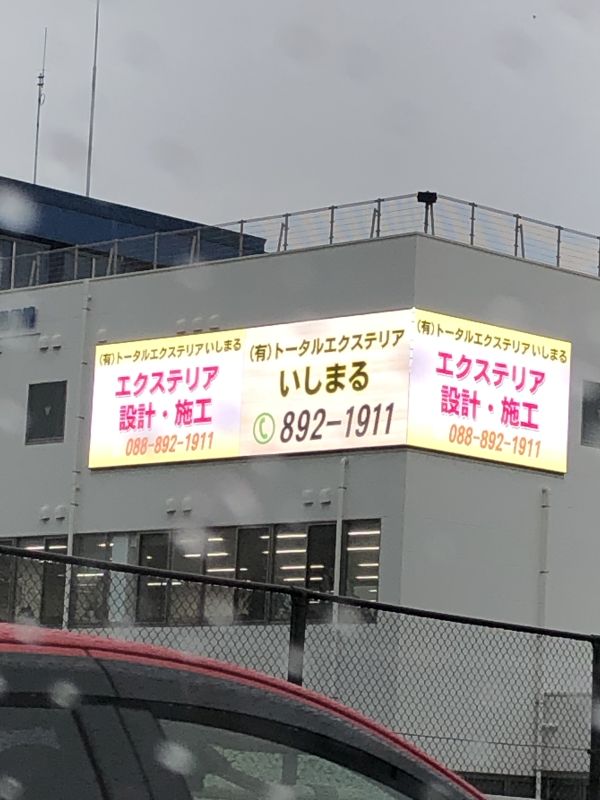 (有)トータルエクステリアいしまる
エクステリア
設計・施工
088-892-1911
(有)トータルエクステリア
いしまる
892-1911
(有)トータルエクステリアいしまる
エクステリア
設計・施工
088-892-1911